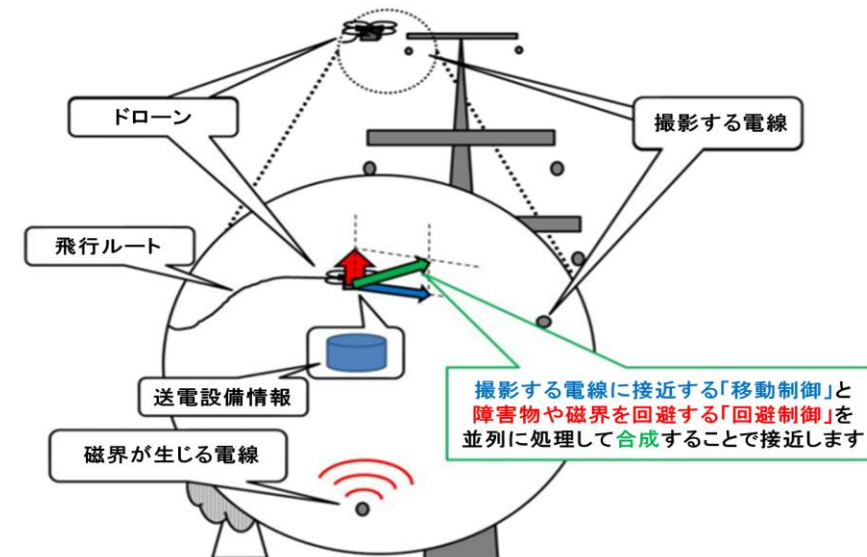 ドローン
撮影する電線
飛行ルート
送電設備情報
磁界が生じる電線
撮影する電線に接近する「移動制御」と
障害物や磁界を回避する「回避制御」を
並列に処理して合成することで接近します